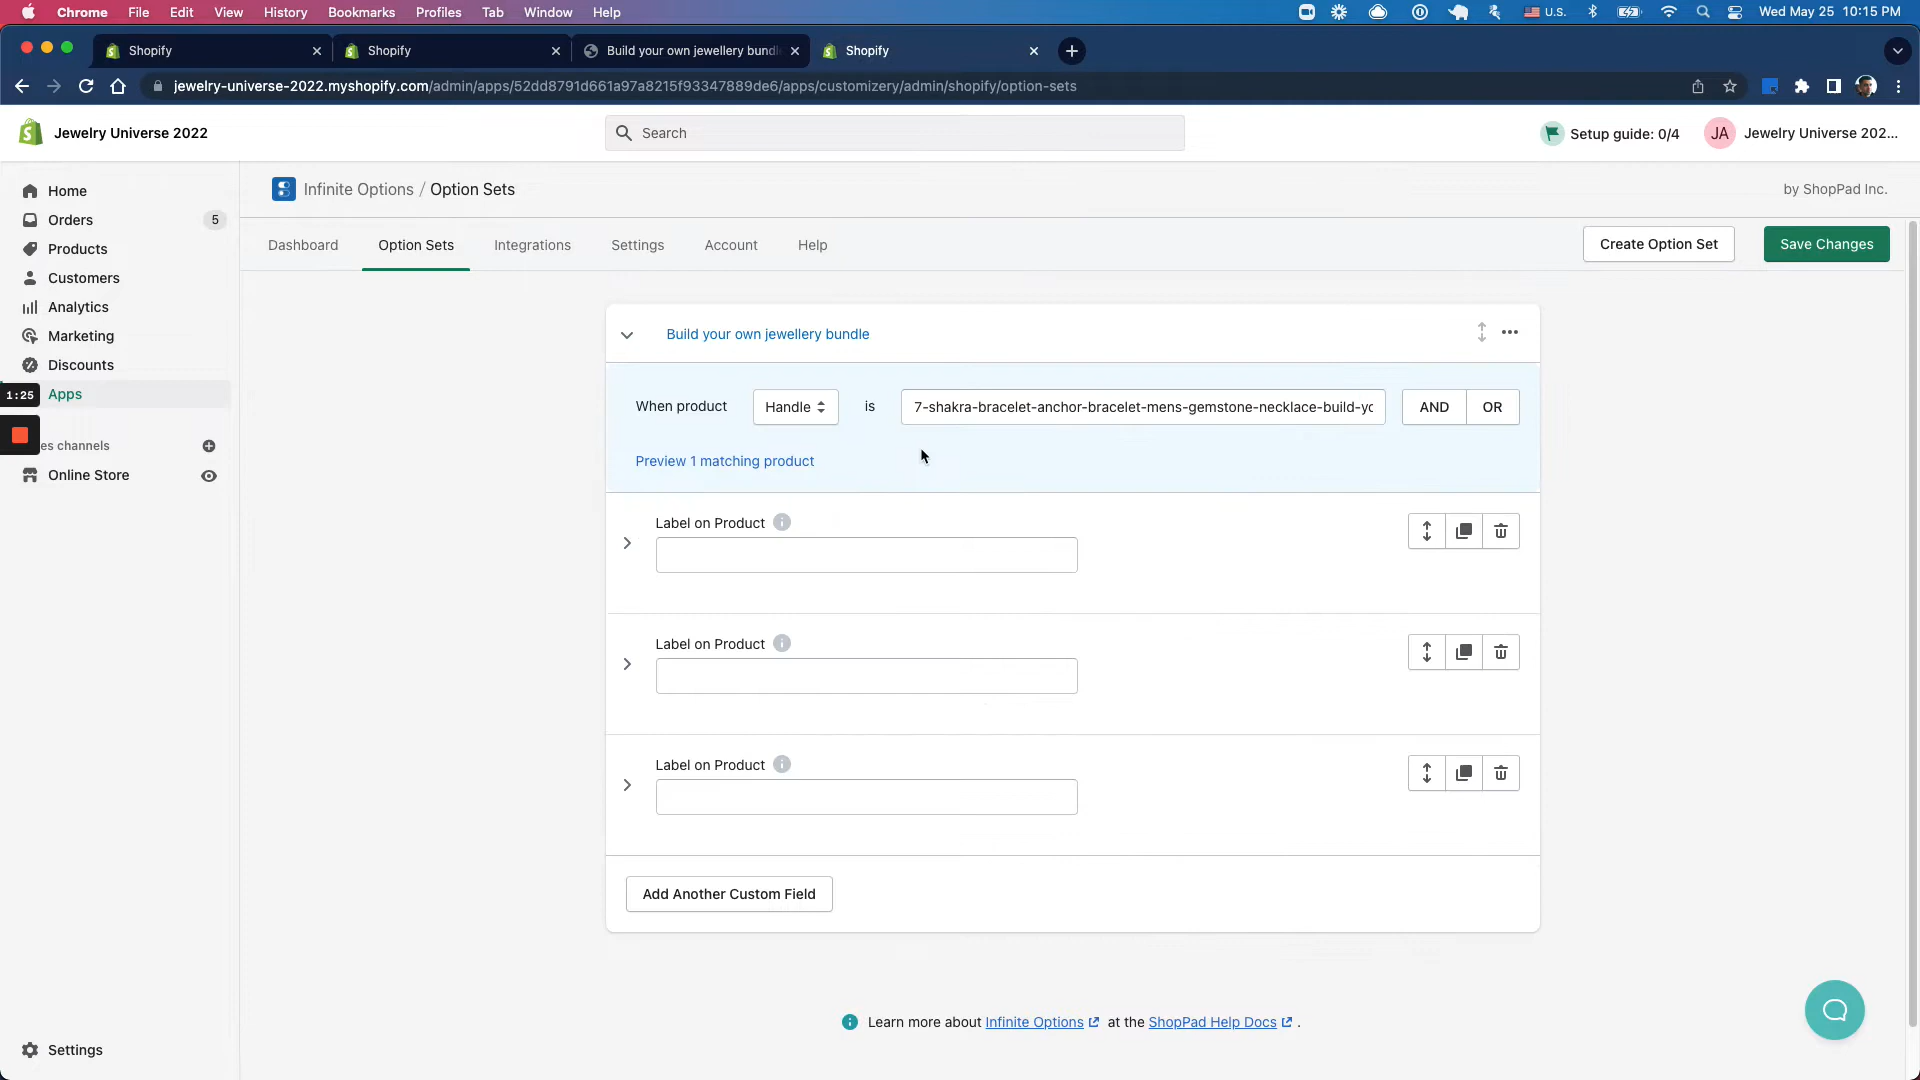 Chrome File Edit View History Bookmarks Profiles Tab Window Help U.S. Wed May 25 10:15 PM
Shopify Shopify Build your own jewellery bundl Shopify
jewelry-universe-2022.myshopify.com/admin/apps/52dd8791d661a97a8215f93347889de6/apps/customizery/admin/shopify/option-sets
Jewelry Universe 2022 Search Setup guide: 0/4 JA Jewelry Universe 202...
Home
Orders 5
Products
Customers
Analytics
Marketing
Discounts
1:25 Apps
es channels
Online Store
Settings
Infinite Options / Option Sets by ShopPad Inc.
Dashboard Option Sets Integrations Settings Account Help Create Option Set Save Changes
Build your own jewellery bundle
When product Handle is 7-shakra-bracelet-anchor-bracelet-mens-gemstone-necklace-build-yo AND OR
Preview 1 matching product
Label on Product
Label on Product
Label on Product
Add Another Custom Field
Learn more about Infinite Options at the ShopPad Help Docs .